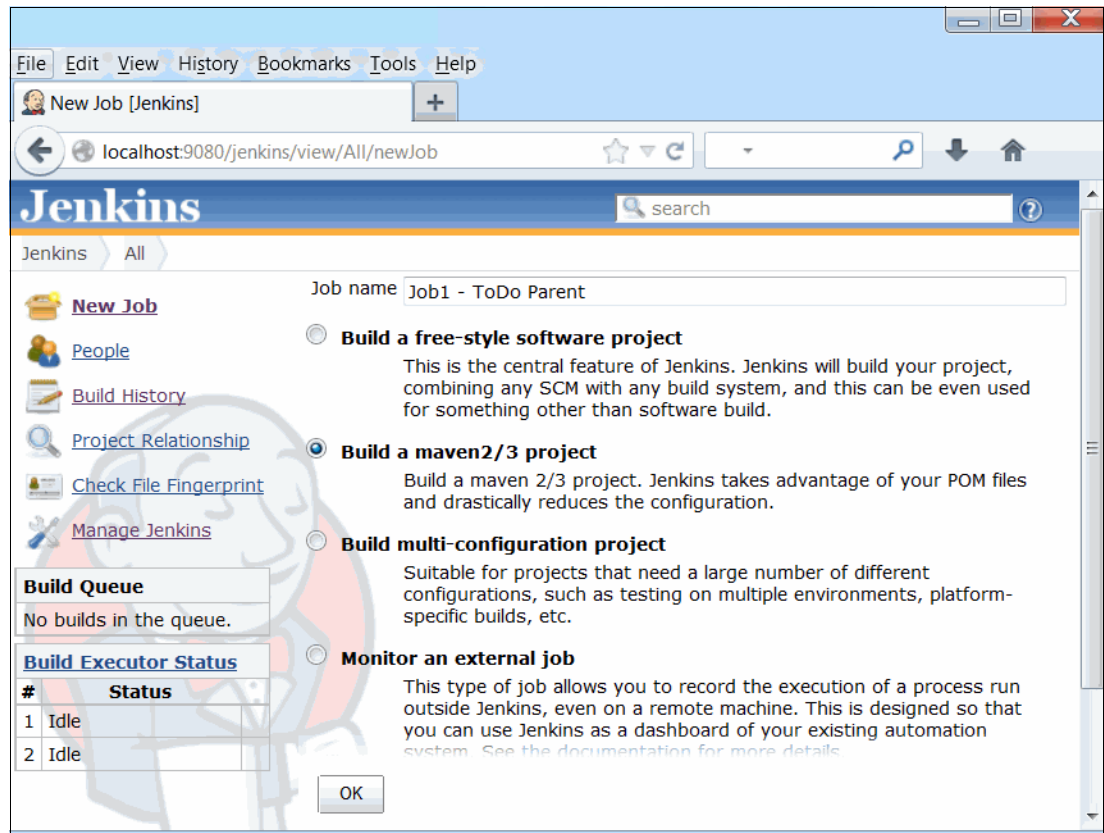 File Edit View History Bookmarks Tools Help
New Job [Jenkins]
localhost:9080/jenkins/view/All/newJob
Jenkins
search
Jenkins All
New Job
People
Build History
Project Relationship
Check File Fingerprint
Manage Jenkins
Build Queue
No builds in the queue.
Build Executor Status
# Status
1 Idle
2 Idle
Job name Job1 - ToDo Parent
Build a free-style software project
This is the central feature of Jenkins. Jenkins will build your project,
combining any SCM with any build system, and this can be even used
for something other than software build.
Build a maven2/3 project
Build a maven 2/3 project. Jenkins takes advantage of your POM files
and drastically reduces the configuration.
Build multi-configuration project
Suitable for projects that need a large number of different
configurations, such as testing on multiple environments, platform-
specific builds, etc.
Monitor an external job
This type of job allows you to record the execution of a process run
outside Jenkins, even on a remote machine. This is designed so that
you can use Jenkins as a dashboard of your existing automation
system. See the documentation for more details
OK